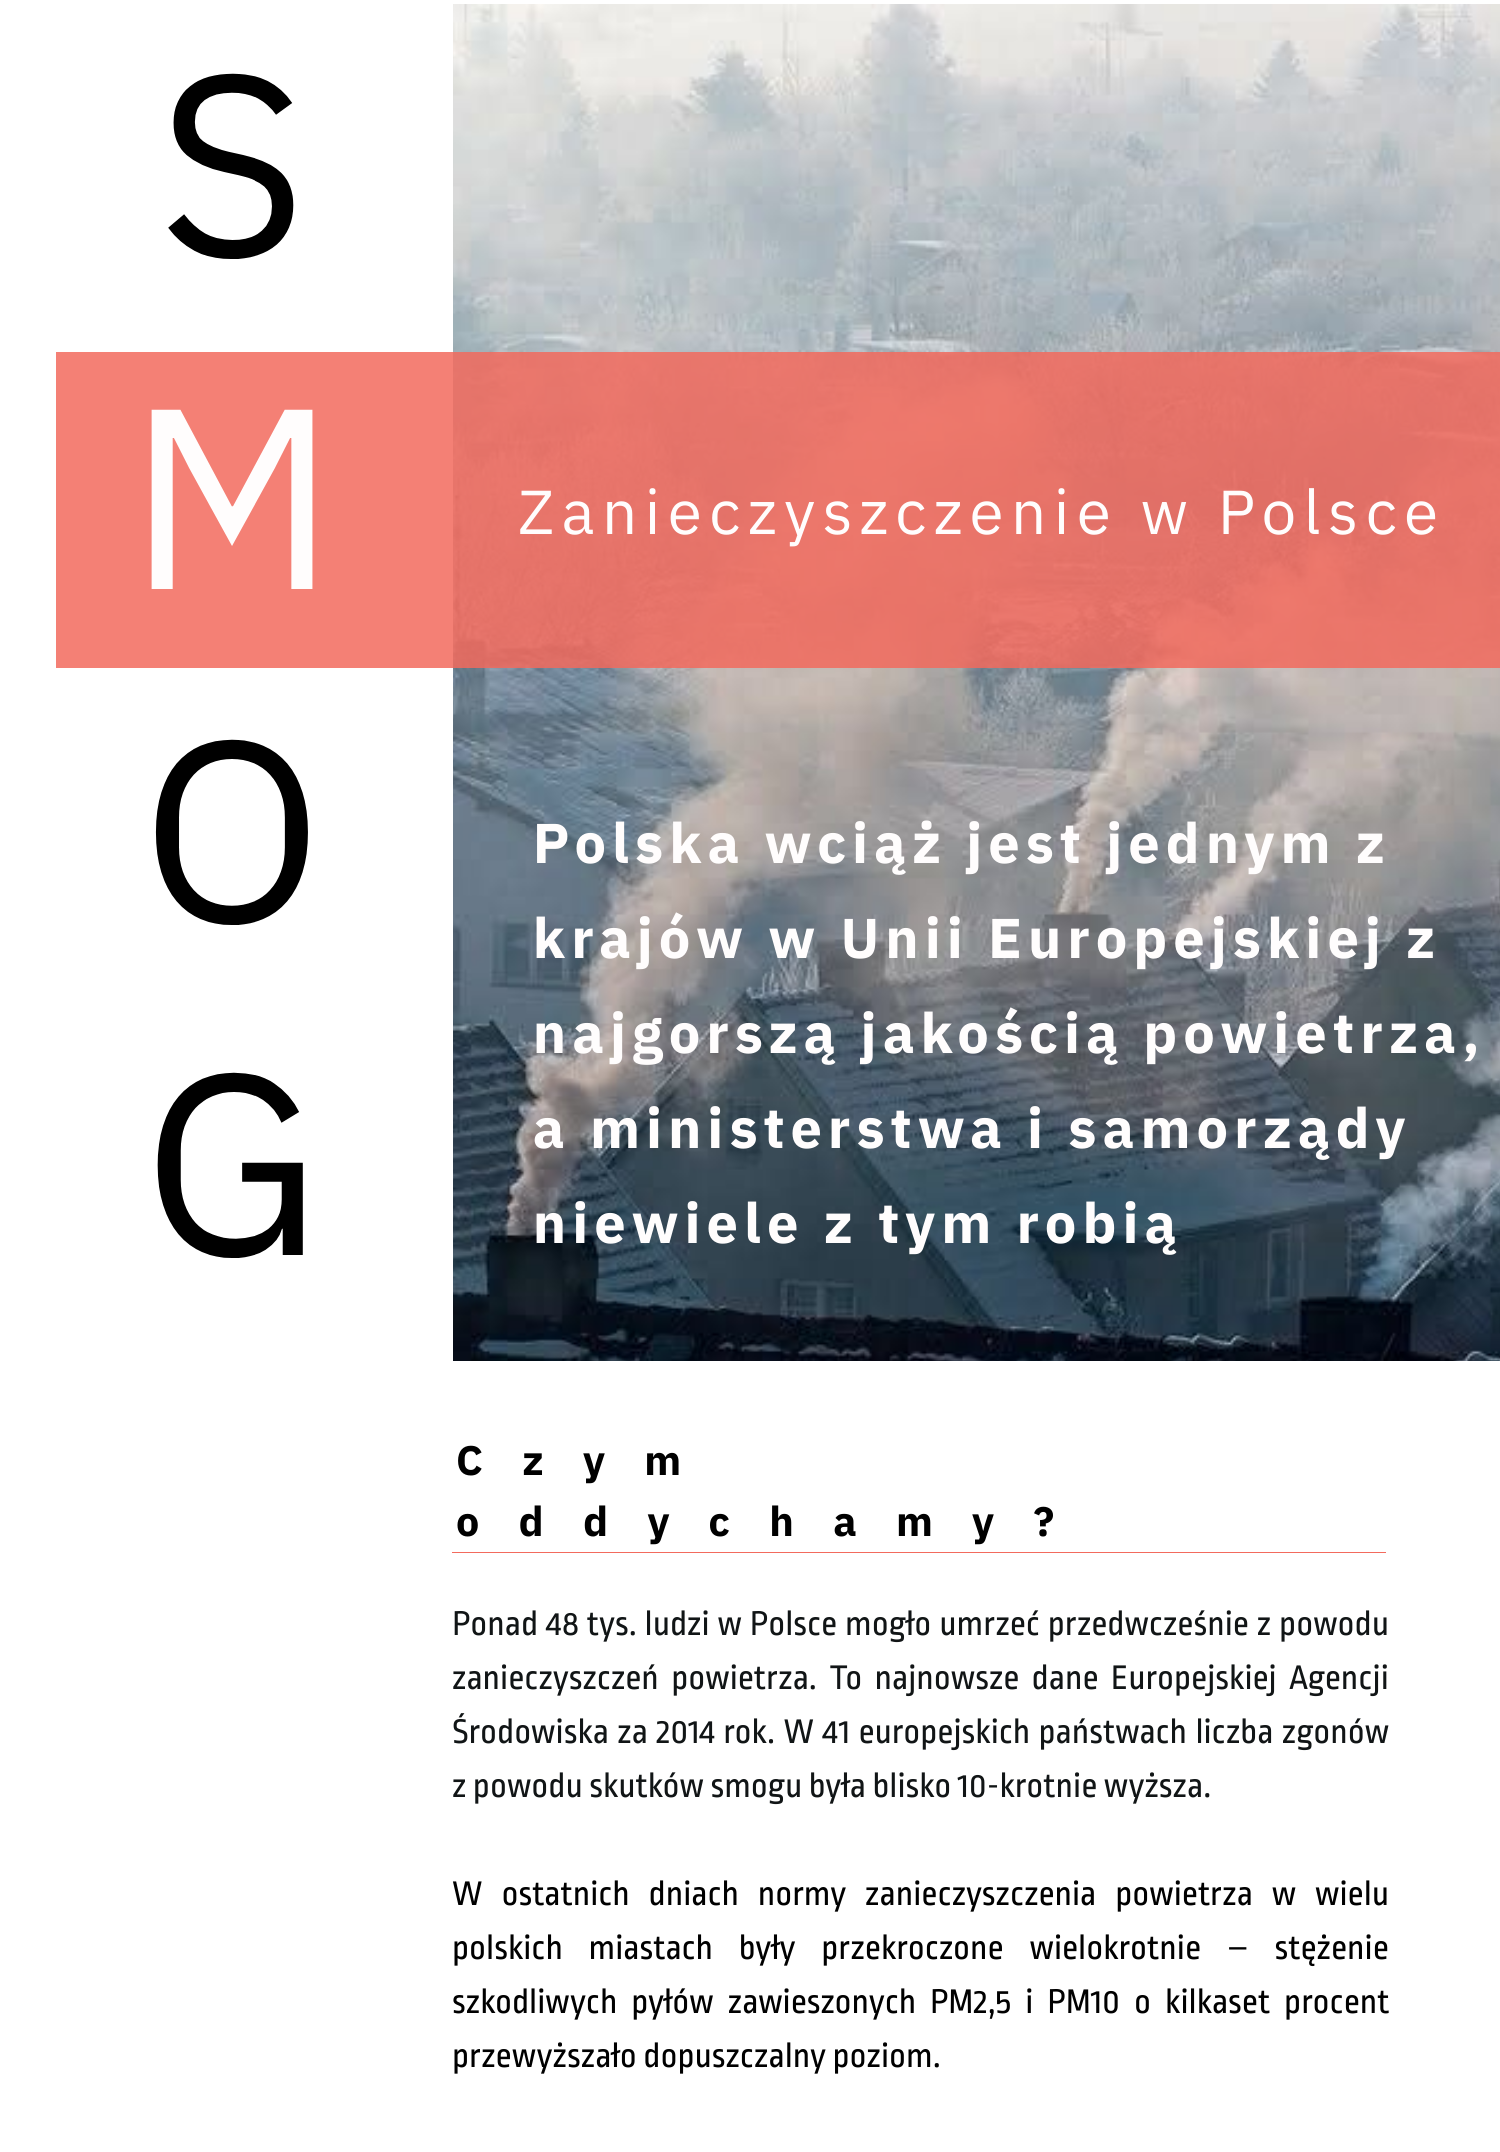 S
M
O
G
Zanieczyszczenie w Polsce
Polska wciąż jest jednym z
krajów w Unii Europejskiej z
najgorszą jakością powietrza,
a ministerstwa i samorządy
niewiele z tym robią
Czym
oddychamy?
Ponad 48 tys. ludzi w Polsce mogło umrzeć przedwcześnie z powodu
zanieczyszczeń powietrza. To najnowsze dane Europejskiej Agencji
Środowiska za 2014 rok. W 41 europejskich państwach liczba zgonów
z powodu skutków smogu była blisko 10-krotnie wyższa.
W ostatnich dniach normy zanieczyszczenia powietrza w wielu
polskich miastach były przekroczone wielokrotnie – stężenie
szkodliwych pyłów zawieszonych PM2,5 i PM10 o kilkaset procent
przewyższało dopuszczalny poziom.